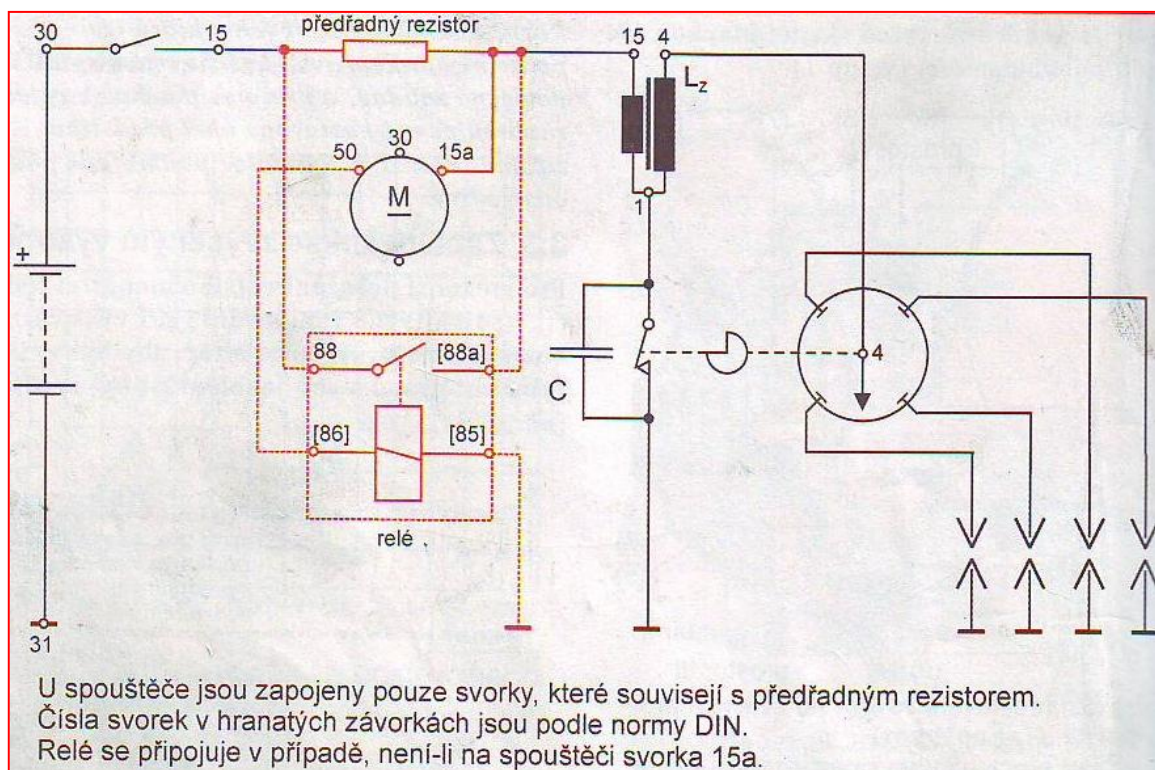 předřadný rezistor
30
15
15 4
Lz
50
30
15a
M
1
+
88
[88a]
C
4
[86]
[85]
relé
31
U spouštěče jsou zapojeny pouze svorky, které souvisejí s předřadným rezistorem.
Čísla svorek v hranatých závorkách jsou podle normy DIN.
Relé se připojuje v případě, není-li na spouštěči svorka 15a.